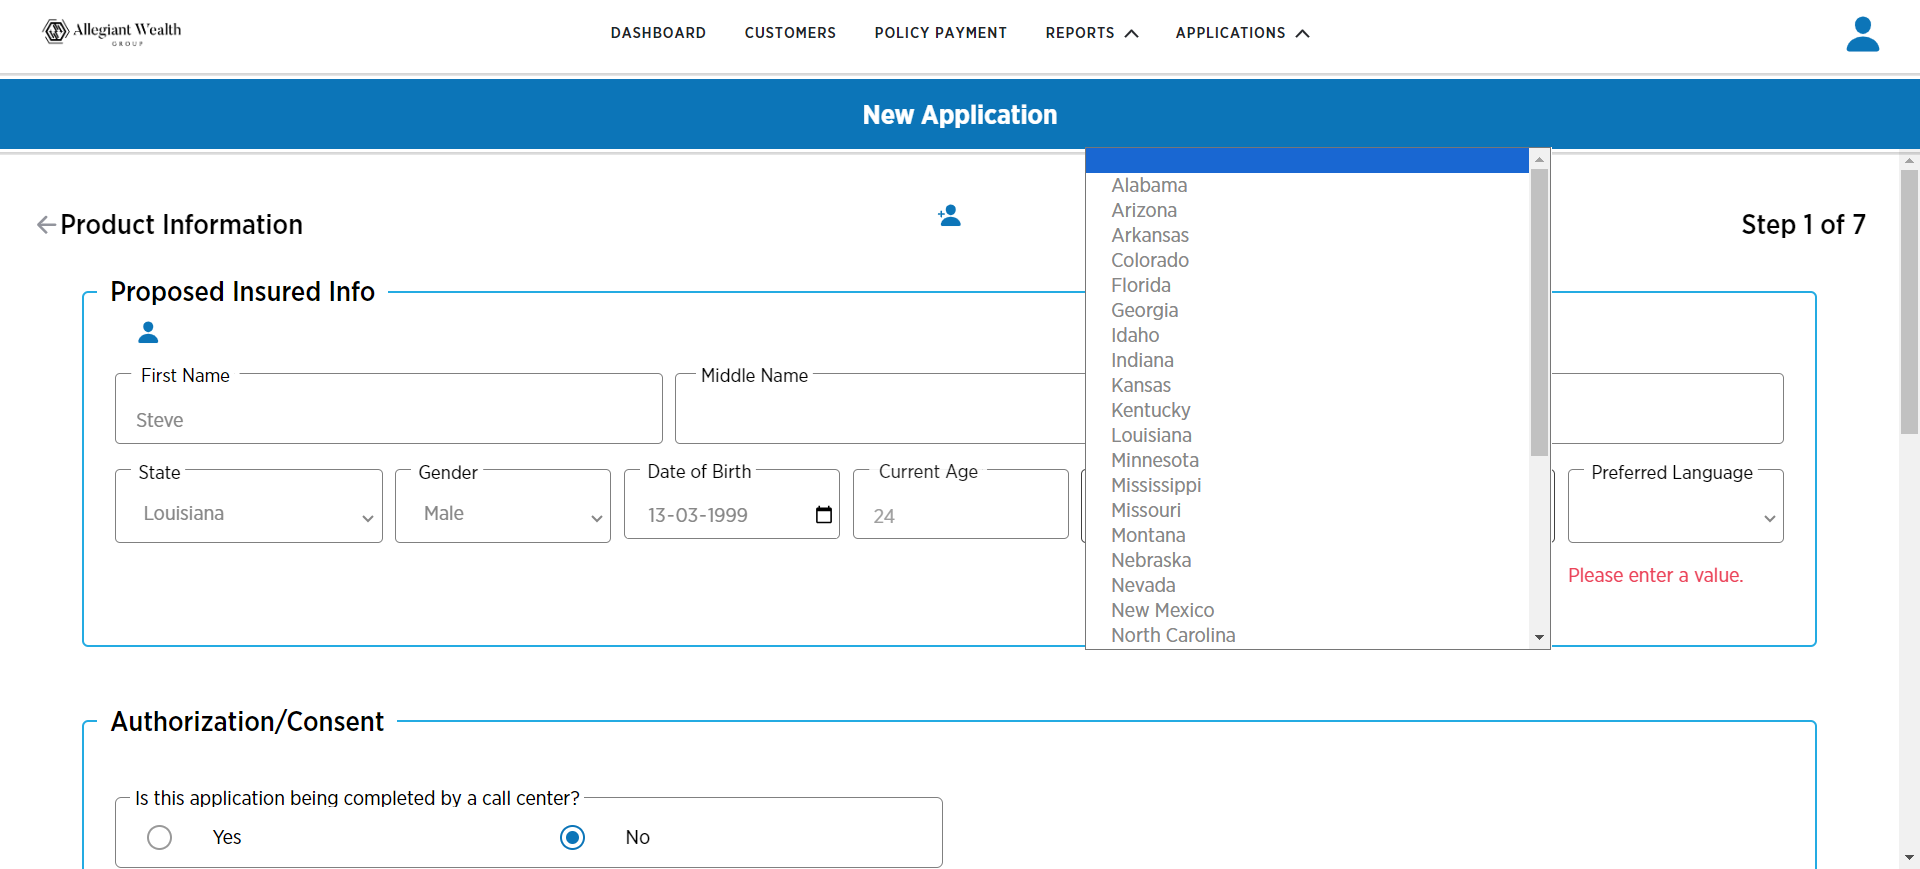 Allegiant Wealth
GROUP
DASHBOARD
CUSTOMERS
POLICY PAYMENT
REPORTS
APPLICATIONS
New Application
Product Information
Step 1 of 7
Proposed Insured Info
First Name
Steve
Middle Name
State
Louisiana
Gender
Male
Date of Birth
13-03-1999
Current Age
24
Alabama
Arizona
Arkansas
Colorado
Florida
Georgia
Idaho
Indiana
Kansas
Kentucky
Louisiana
Minnesota
Mississippi
Missouri
Montana
Nebraska
Nevada
New Mexico
North Carolina
Preferred Language
Please enter a value.
Authorization/Consent
Is this application being completed by a call center?
Yes
No